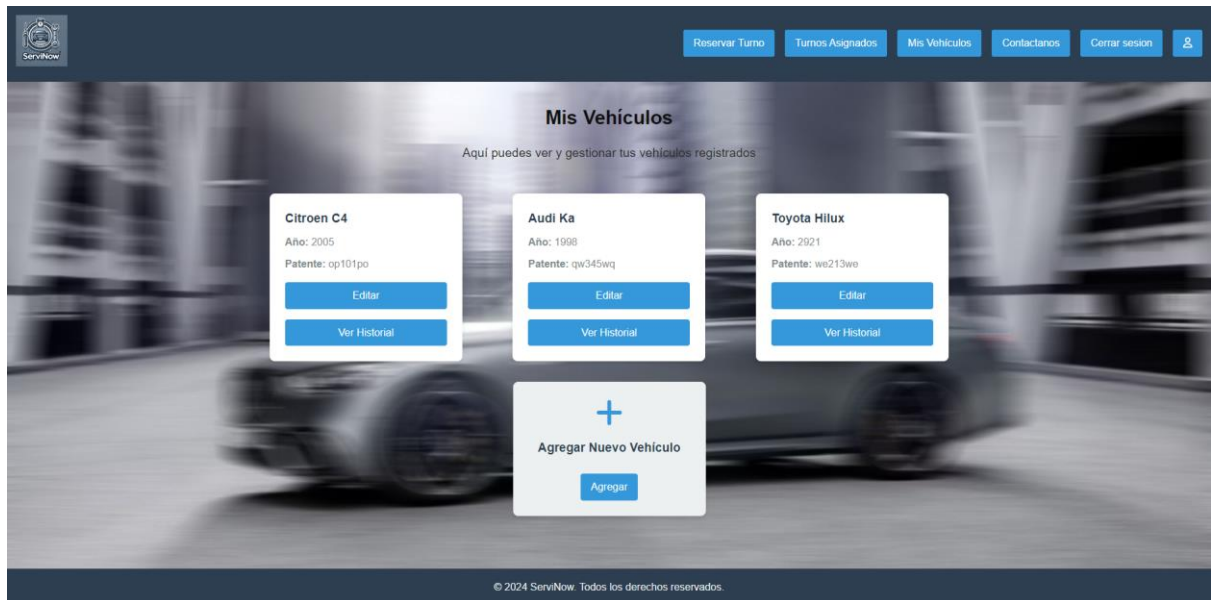 ServiNow
Reservar Turno
Turnos Asignados
Mis Vehículos
Contactanos
Cerrar sesion
Mis Vehículos
Aquí puedes ver y gestionar tus vehículos registrados
Citroen C4
Año: 2005
Patente: op101po
Editar
Ver Historial
Audi Ka
Año: 1998
Patente: qw345wq
Editar
Ver Historial
Toyota Hilux
Año: 2921
Patente: we213we
Editar
Ver Historial
Agregar Nuevo Vehículo
Agregar
© 2024 ServiNow. Todos los derechos reservados.